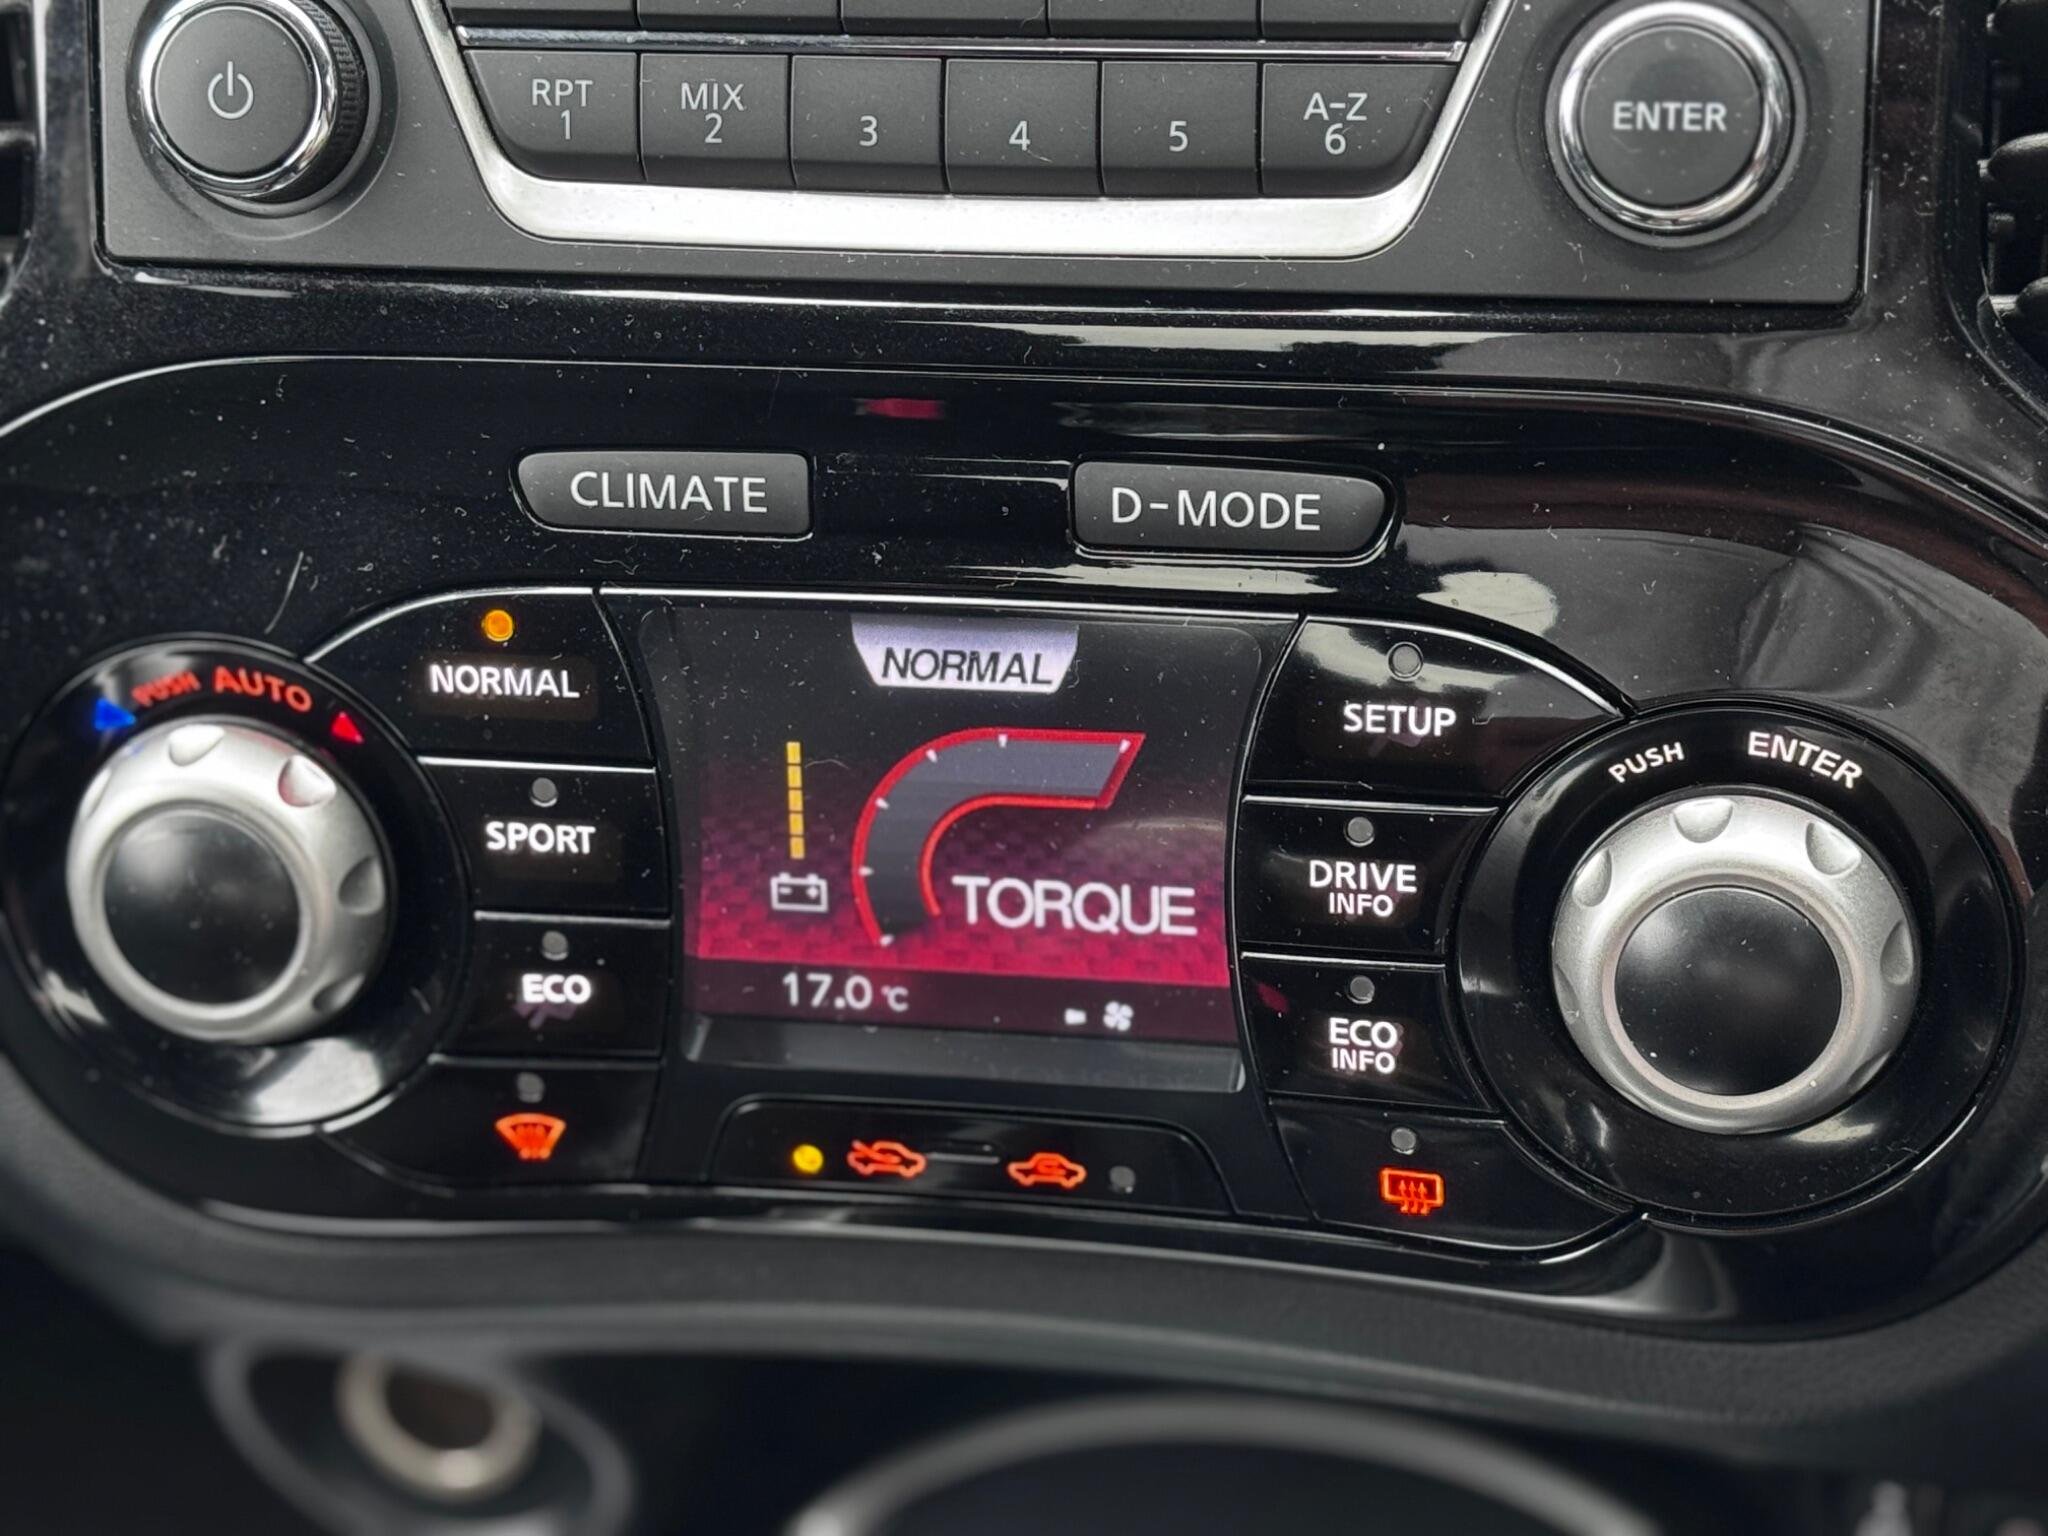 RPT
1
MIX
2
3
4
5
A-Z
6
ENTER
CLIMATE
D-MODE
PUSH AUTO
NORMAL
SPORT
ECO
NORMAL
TORQUE
17.0 °C
SETUP
DRIVE
INFO
ECO
INFO
PUSH ENTER